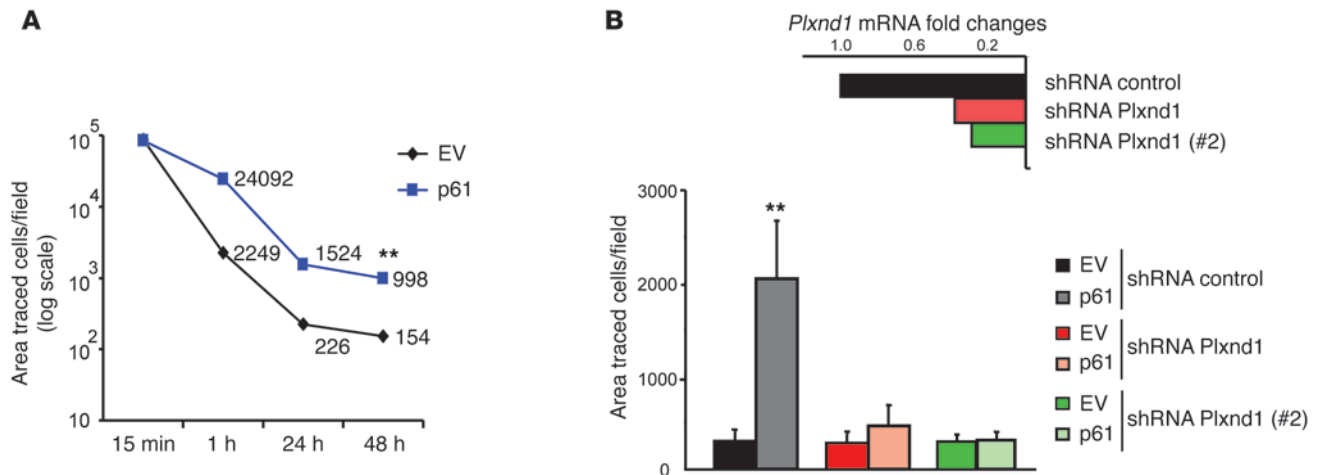 A
Area traced cells/field
(log scale)
10^5
10^4
10^3
10^2
10
24092
2249
1524
226
**
998
154
15 min 1 h 24 h 48 h
EV
p61
B
Plxnd1 mRNA fold changes
1.0 0.6 0.2
shRNA control
shRNA Plxnd1
shRNA Plxnd1 (#2)
Area traced cells/field
3000
2000
1000
0
**
EV
p61
shRNA control
EV
p61
shRNA Plxnd1
EV
p61
shRNA Plxnd1 (#2)